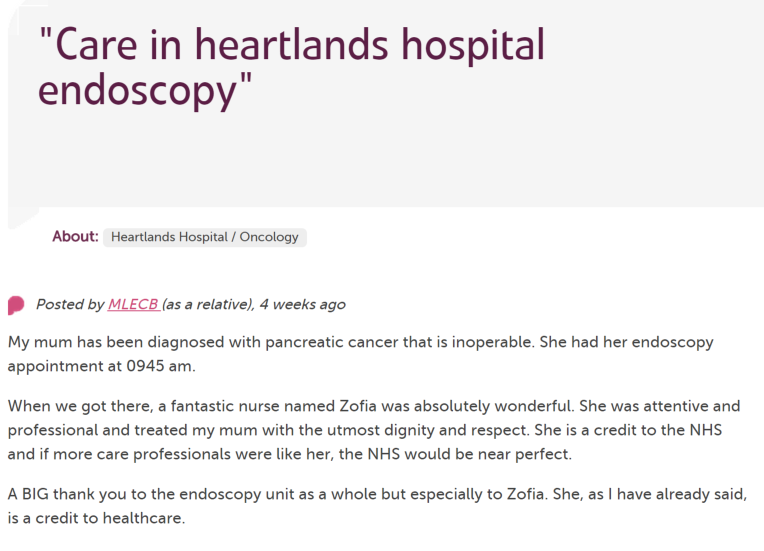 "Care in heartlands hospital
endoscopy"
About: Heartlands Hospital / Oncology
Posted by MLECB (as a relative), 4 weeks ago
My mum has been diagnosed with pancreatic cancer that is inoperable. She had her endoscopy
appointment at 0945 am.
When we got there, a fantastic nurse named Zofia was absolutely wonderful. She was attentive and
professional and treated my mum with the utmost dignity and respect. She is a credit to the NHS
and if more care professionals were like her, the NHS would be near perfect.
A BIG thank you to the endoscopy unit as a whole but especially to Zofia. She, as I have already said,
is a credit to healthcare.